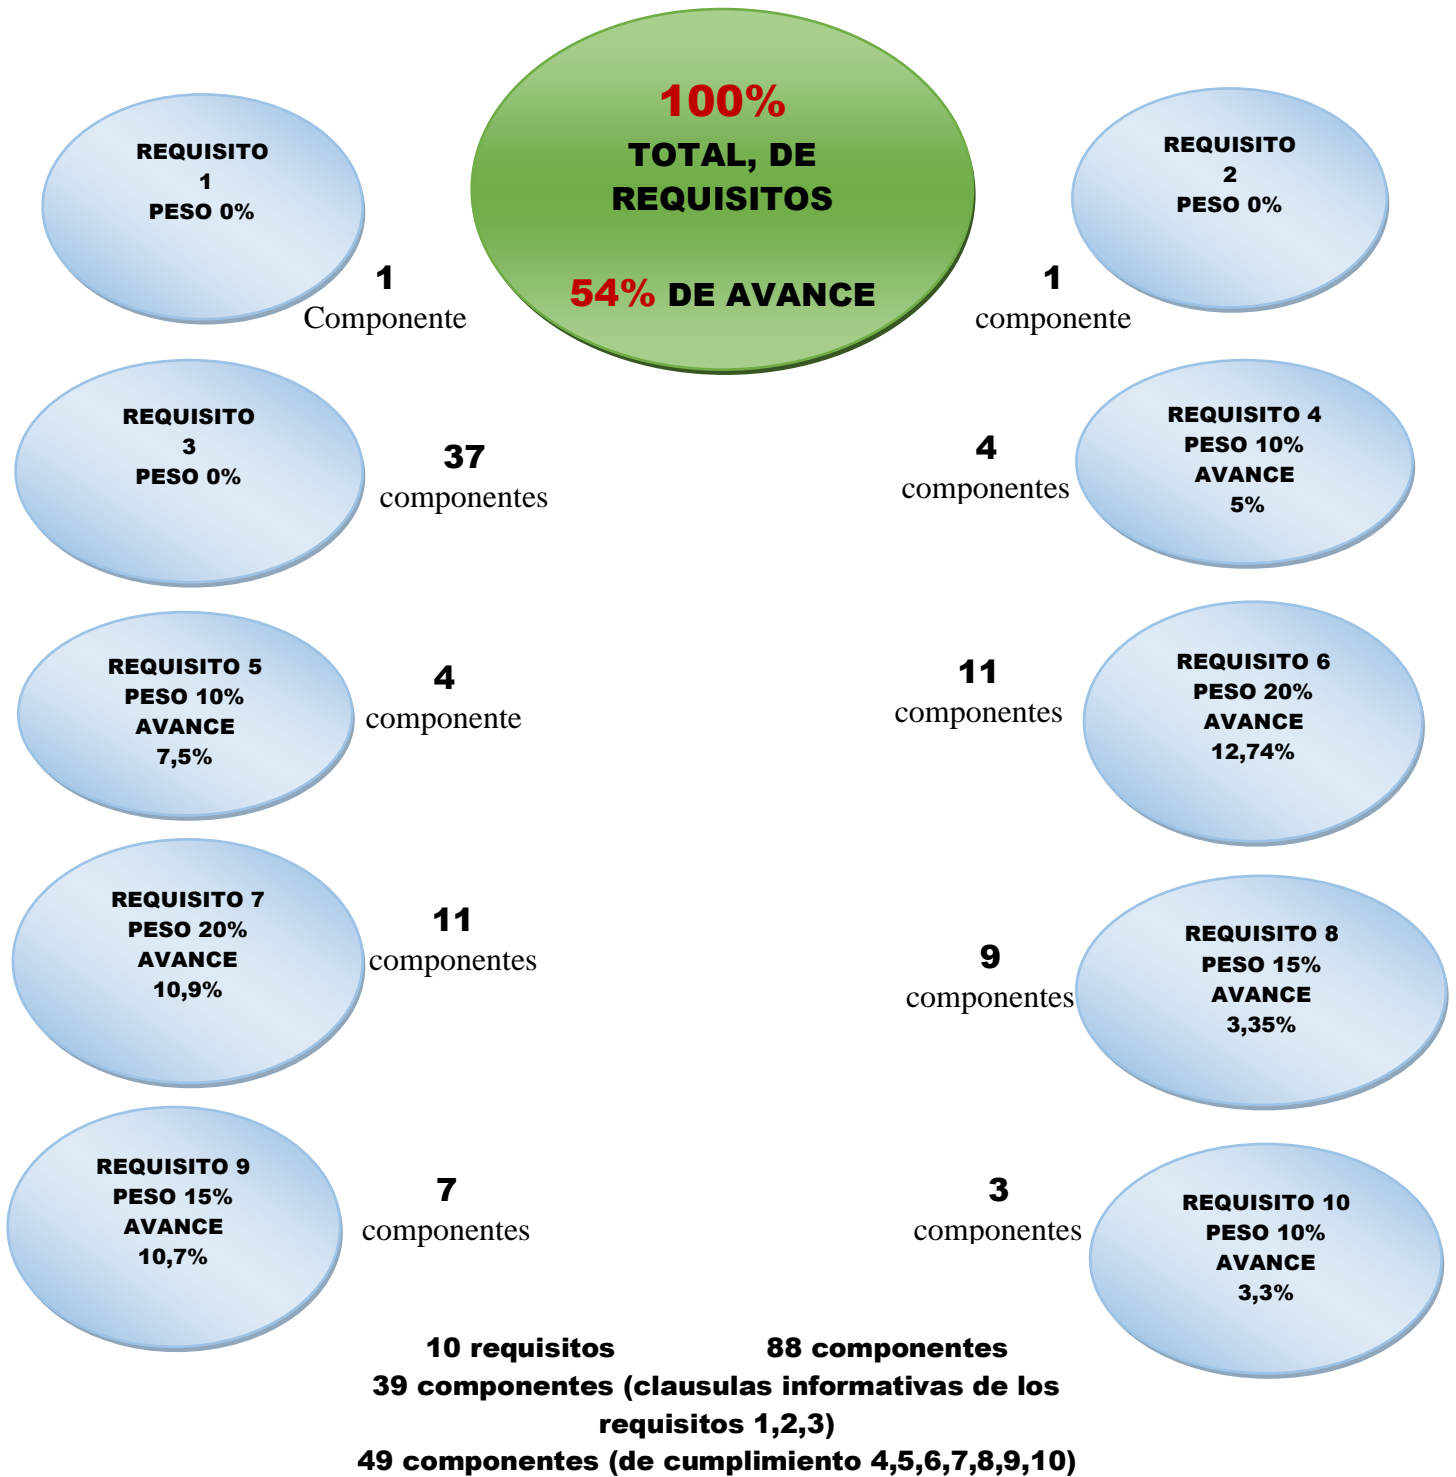 100%
TOTAL, DE
REQUISITOS
54% DE AVANCE
REQUISITO
1
PESO 0%
1
Componente
REQUISITO
2
PESO 0%
1
componente
REQUISITO
3
PESO 0%
37
componentes
REQUISITO 4
PESO 10%
AVANCE
5%
4
componentes
REQUISITO 5
PESO 10%
AVANCE
7,5%
4
componente
REQUISITO 6
PESO 20%
AVANCE
12,74%
11
componentes
REQUISITO 7
PESO 20%
AVANCE
10,9%
11
componentes
REQUISITO 8
PESO 15%
AVANCE
3,35%
9
componentes
REQUISITO 9
PESO 15%
AVANCE
10,7%
7
componentes
REQUISITO 10
PESO 10%
AVANCE
3,3%
3
componentes
10 requisitos 88 componentes
39 componentes (clausulas informativas de los
requisitos 1,2,3)
49 componentes (de cumplimiento 4,5,6,7,8,9,10)